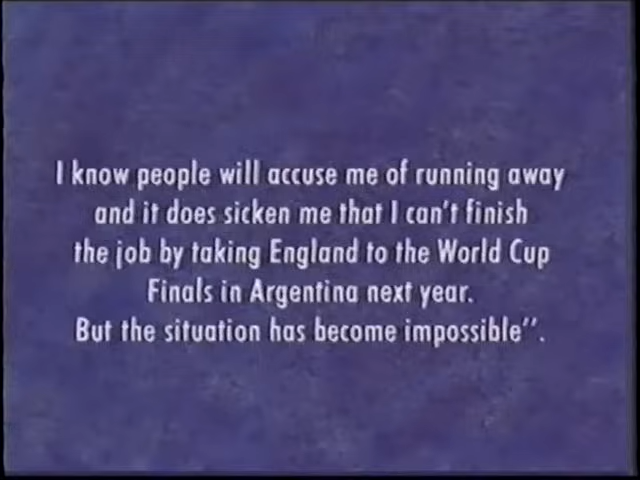 I know people will accuse me of running away
and it does sicken me that I can't finish
the job by taking England to the World Cup
Finals in Argentina next year.
But the situation has become impossible".